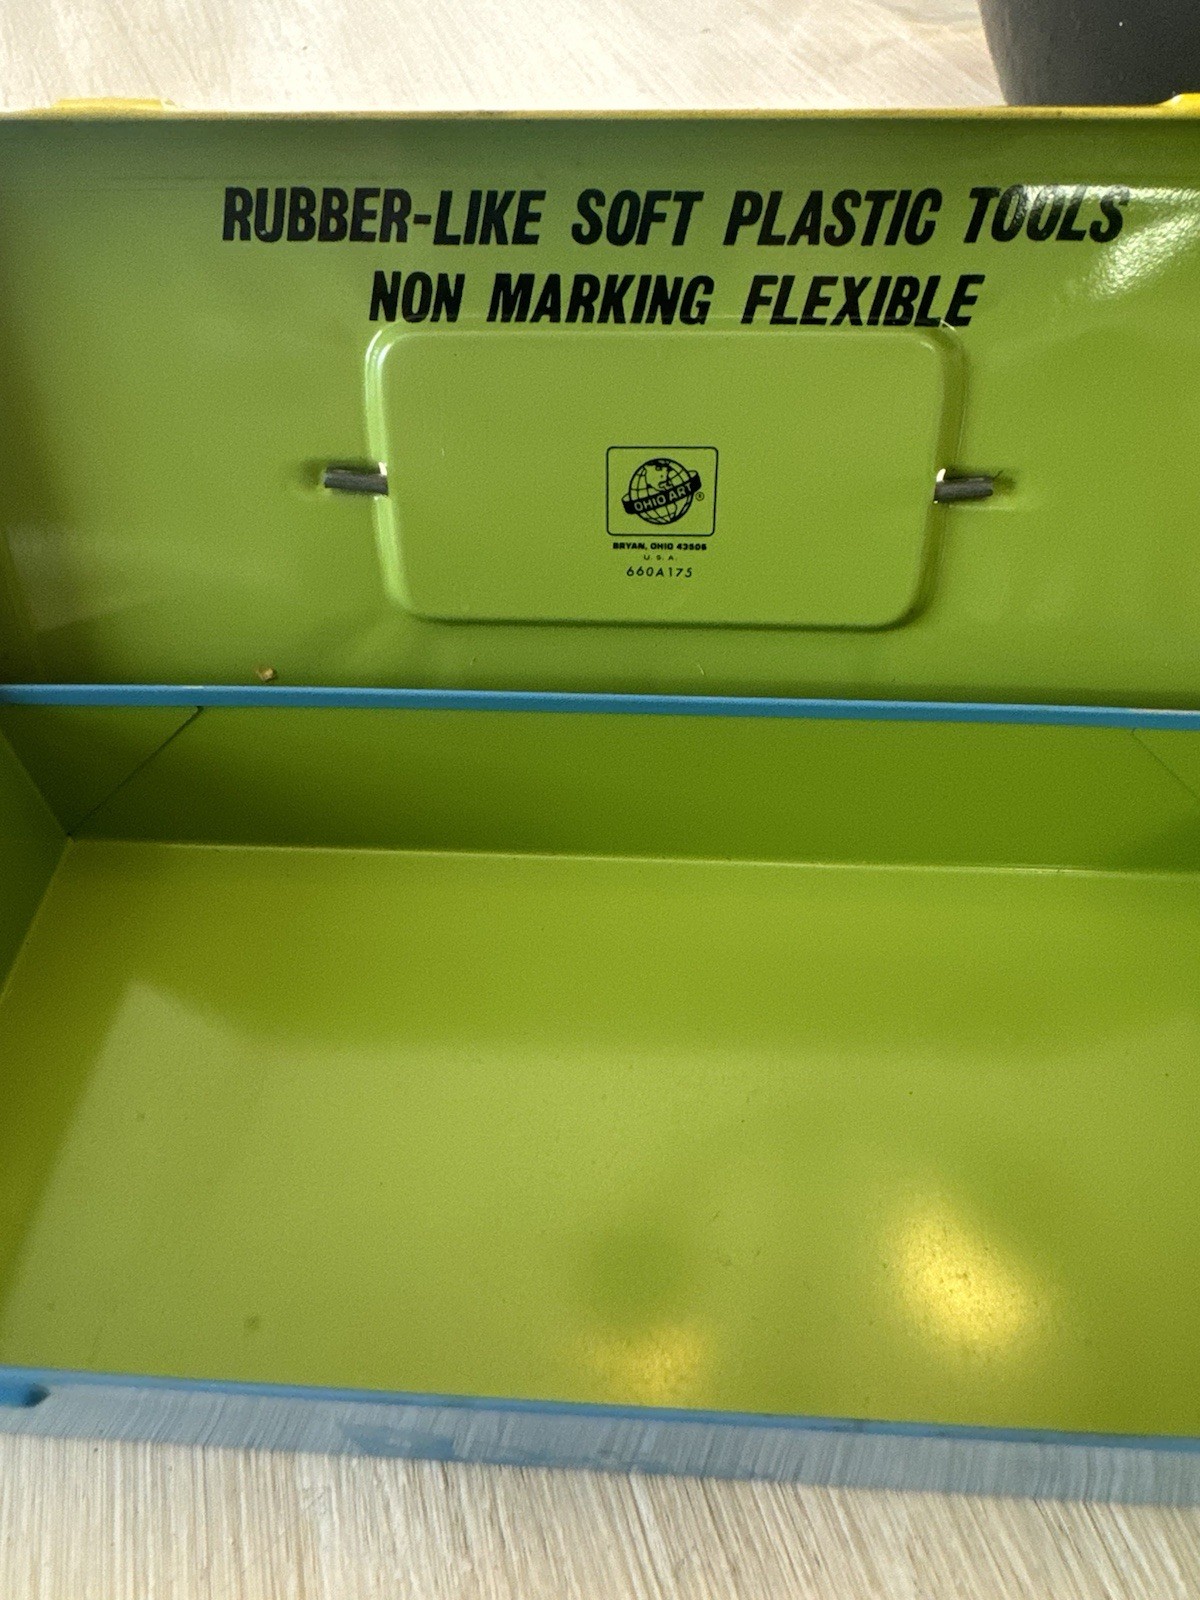 RUBBER-LIKE SOFT PLASTIC TOOLS
NON MARKING FLEXIBLE
OHIO ART ®
BRYAN, OHIO 43506
U. S. A.
660A175